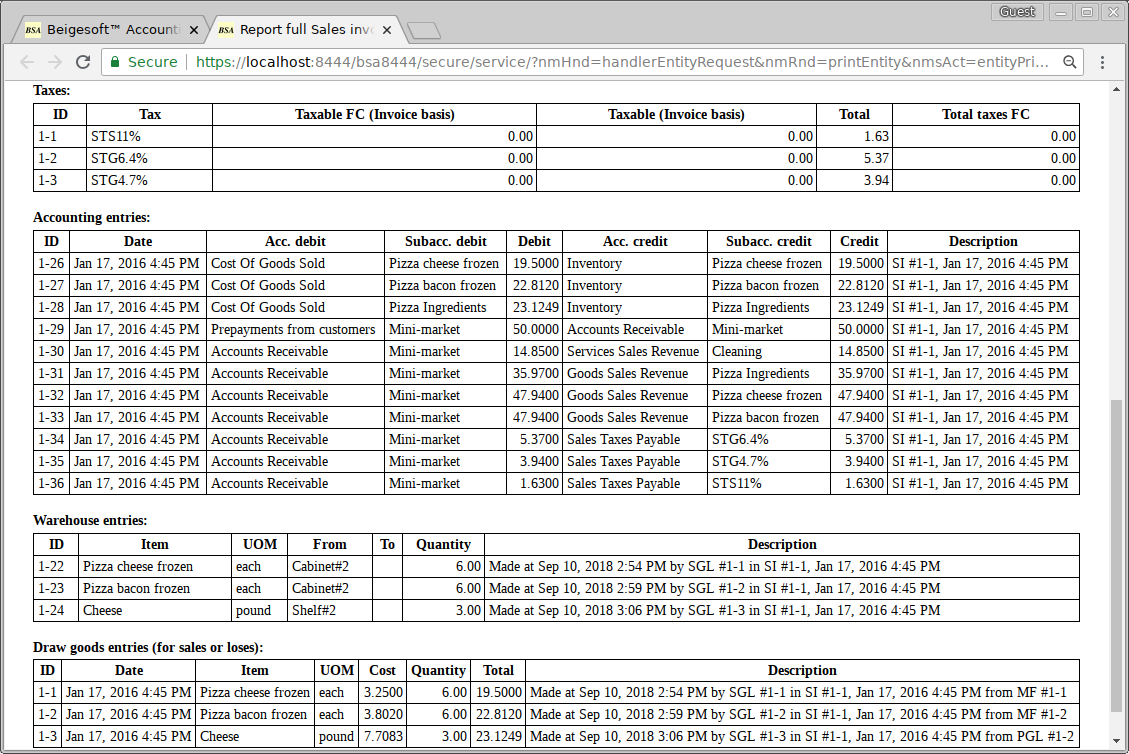 Guest
BSA Beigesoft™ Account
BSA Report full Sales invo
Secure https://localhost:8444/bsa8444/secure/service/?nmHnd=handlerEntityRequest&nmRnd=printEntity&nmsAct=entityPri...
Taxes:
ID Tax Taxable FC (Invoice basis) Taxable (Invoice basis) Total Total taxes FC
1-1 STS11% 0.00 0.00 1.63 0.00
1-2 STG6.4% 0.00 0.00 5.37 0.00
1-3 STG4.7% 0.00 0.00 3.94 0.00
Accounting entries:
ID Date Acc. debit Subacc. debit Debit Acc. credit Subacc. credit Credit Description
1-26 Jan 17, 2016 4:45 PM Cost Of Goods Sold Pizza cheese frozen 19.5000 Inventory Pizza cheese frozen 19.5000 SI #1-1, Jan 17, 2016 4:45 PM
1-27 Jan 17, 2016 4:45 PM Cost Of Goods Sold Pizza bacon frozen 22.8120 Inventory Pizza bacon frozen 22.8120 SI #1-1, Jan 17, 2016 4:45 PM
1-28 Jan 17, 2016 4:45 PM Cost Of Goods Sold Pizza Ingredients 23.1249 Inventory Pizza Ingredients 23.1249 SI #1-1, Jan 17, 2016 4:45 PM
1-29 Jan 17, 2016 4:45 PM Prepayments from customers Mini-market 50.0000 Accounts Receivable Mini-market 50.0000 SI #1-1, Jan 17, 2016 4:45 PM
1-30 Jan 17, 2016 4:45 PM Accounts Receivable Mini-market 14.8500 Services Sales Revenue Cleaning 14.8500 SI #1-1, Jan 17, 2016 4:45 PM
1-31 Jan 17, 2016 4:45 PM Accounts Receivable Mini-market 35.9700 Goods Sales Revenue Pizza Ingredients 35.9700 SI #1-1, Jan 17, 2016 4:45 PM
1-32 Jan 17, 2016 4:45 PM Accounts Receivable Mini-market 47.9400 Goods Sales Revenue Pizza cheese frozen 47.9400 SI #1-1, Jan 17, 2016 4:45 PM
1-33 Jan 17, 2016 4:45 PM Accounts Receivable Mini-market 47.9400 Goods Sales Revenue Pizza bacon frozen 47.9400 SI #1-1, Jan 17, 2016 4:45 PM
1-34 Jan 17, 2016 4:45 PM Accounts Receivable Mini-market 5.3700 Sales Taxes Payable STG6.4% 5.3700 SI #1-1, Jan 17, 2016 4:45 PM
1-35 Jan 17, 2016 4:45 PM Accounts Receivable Mini-market 3.9400 Sales Taxes Payable STG4.7% 3.9400 SI #1-1, Jan 17, 2016 4:45 PM
1-36 Jan 17, 2016 4:45 PM Accounts Receivable Mini-market 1.6300 Sales Taxes Payable STS11% 1.6300 SI #1-1, Jan 17, 2016 4:45 PM
Warehouse entries:
ID Item UOM From To Quantity Description
1-22 Pizza cheese frozen each Cabinet#2 6.00 Made at Sep 10, 2018 2:54 PM by SGL #1-1 in SI #1-1, Jan 17, 2016 4:45 PM
1-23 Pizza bacon frozen each Cabinet#2 6.00 Made at Sep 10, 2018 2:59 PM by SGL #1-2 in SI #1-1, Jan 17, 2016 4:45 PM
1-24 Cheese pound Shelf#2 3.00 Made at Sep 10, 2018 3:06 PM by SGL #1-3 in SI #1-1, Jan 17, 2016 4:45 PM
Draw goods entries (for sales or loses):
ID Date Item UOM Cost Quantity Total Description
1-1 Jan 17, 2016 4:45 PM Pizza cheese frozen each 3.2500 6.00 19.5000 Made at Sep 10, 2018 2:54 PM by SGL #1-1 in SI #1-1, Jan 17, 2016 4:45 PM from MF #1-1
1-2 Jan 17, 2016 4:45 PM Pizza bacon frozen each 3.8020 6.00 22.8120 Made at Sep 10, 2018 2:59 PM by SGL #1-2 in SI #1-1, Jan 17, 2016 4:45 PM from MF #1-2
1-3 Jan 17, 2016 4:45 PM Cheese pound 7.7083 3.00 23.1249 Made at Sep 10, 2018 3:06 PM by SGL #1-3 in SI #1-1, Jan 17, 2016 4:45 PM from PGL #1-2